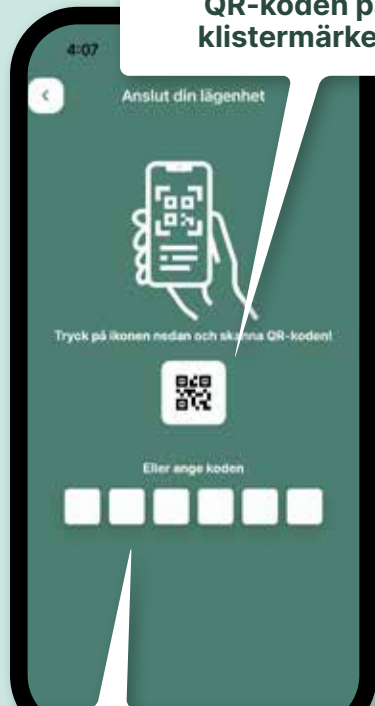 QR-koden p
klistermärke
4:07
Anslut din lägenhet
Tryck på ikonen nedan och skanna QR-koden!
Eller ange koden